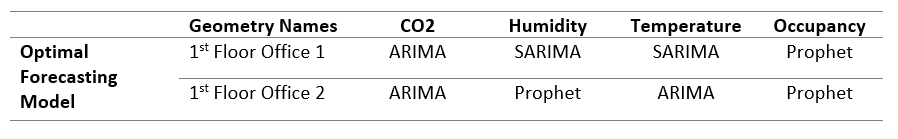 Geometry Names CO2 Humidity Temperature Occupancy
Optimal Forecasting Model
1st Floor Office 1 ARIMA SARIMA SARIMA Prophet
1st Floor Office 2 ARIMA Prophet ARIMA Prophet